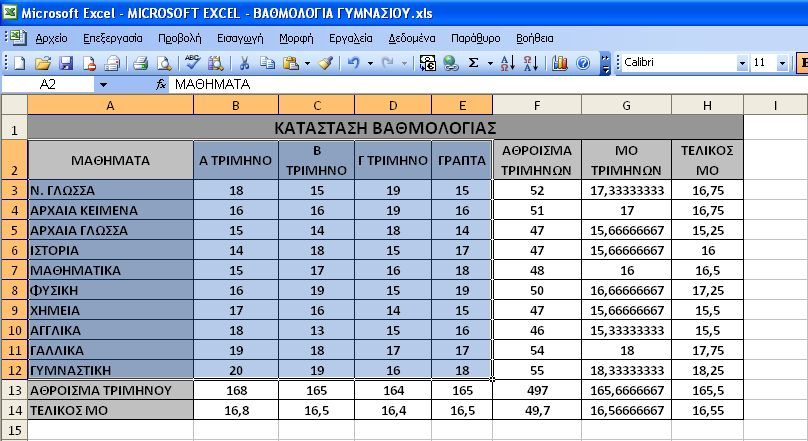 Microsoft Excel - MICROSOFT EXCEL - ΒΑΘΜΟΛΟΓΙΑ ΓΥΜΝΑΣΙΟΥ.xls
Αρχείο Επεξεργασία Προβολή Εισαγωγή Μορφή Εργαλεία Δεδομένα Παράθυρο Βοήθεια
Calibri 11 B
A2 fx ΜΑΘΗΜΑΤΑ
A B C D E F G H I
1 ΚΑΤΑΣΤΑΣΗ ΒΑΘΜΟΛΟΓΙΑΣ
2 ΜΑΘΗΜΑΤΑ Α ΤΡΙΜΗΝΟ Β ΤΡΙΜΗΝΟ Γ ΤΡΙΜΗΝΟ ΓΡΑΠΤΑ ΑΘΡΟΙΣΜΑ ΤΡΙΜΗΝΩΝ ΜΟ ΤΡΙΜΗΝΩΝ ΤΕΛΙΚΟΣ ΜΟ
3 Ν. ΓΛΩΣΣΑ 18 15 19 15 52 17,33333333 16,75
4 ΑΡΧΑΙΑ ΚΕΙΜΕΝΑ 16 16 19 16 51 17 16,75
5 ΑΡΧΑΙΑ ΓΛΩΣΣΑ 15 14 18 14 47 15,66666667 15,25
6 ΙΣΤΟΡΙΑ 14 18 15 17 47 15,66666667 16
7 ΜΑΘΗΜΑΤΙΚΑ 15 17 16 18 48 16 16,5
8 ΦΥΣΙΚΗ 16 19 15 19 50 16,66666667 17,25
9 ΧΗΜΕΙΑ 17 16 14 15 47 15,66666667 15,5
10 ΑΓΓΛΙΚΑ 18 13 15 16 46 15,33333333 15,5
11 ΓΑΛΛΙΚΑ 19 18 17 17 54 18 17,75
12 ΓΥΜΝΑΣΤΙΚΗ 20 19 16 18 55 18,33333333 18,25
13 ΑΘΡΟΙΣΜΑ ΤΡΙΜΗΝΟΥ 168 165 164 165 497 165,6666667 165,5
14 ΤΕΛΙΚΟΣ ΜΟ 16,8 16,5 16,4 16,5 49,7 16,56666667 16,55
15